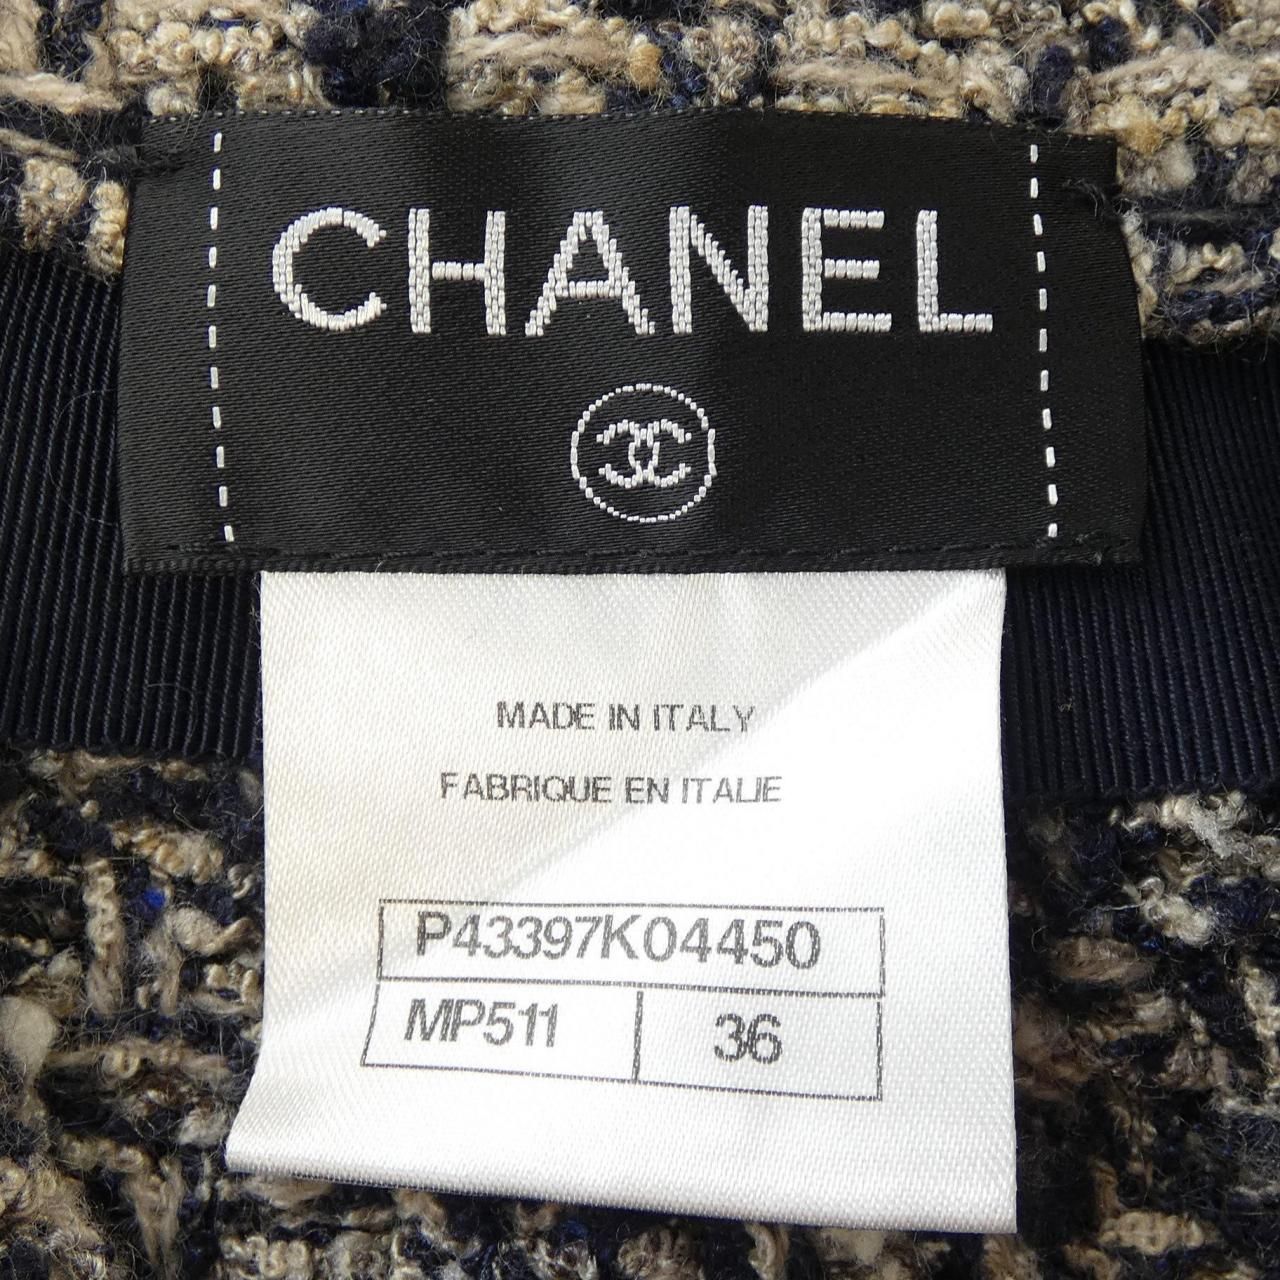 CHANEL
MADE IN ITALY
FABRIQUE EN ITALIE
P43397K04450
MP511 36